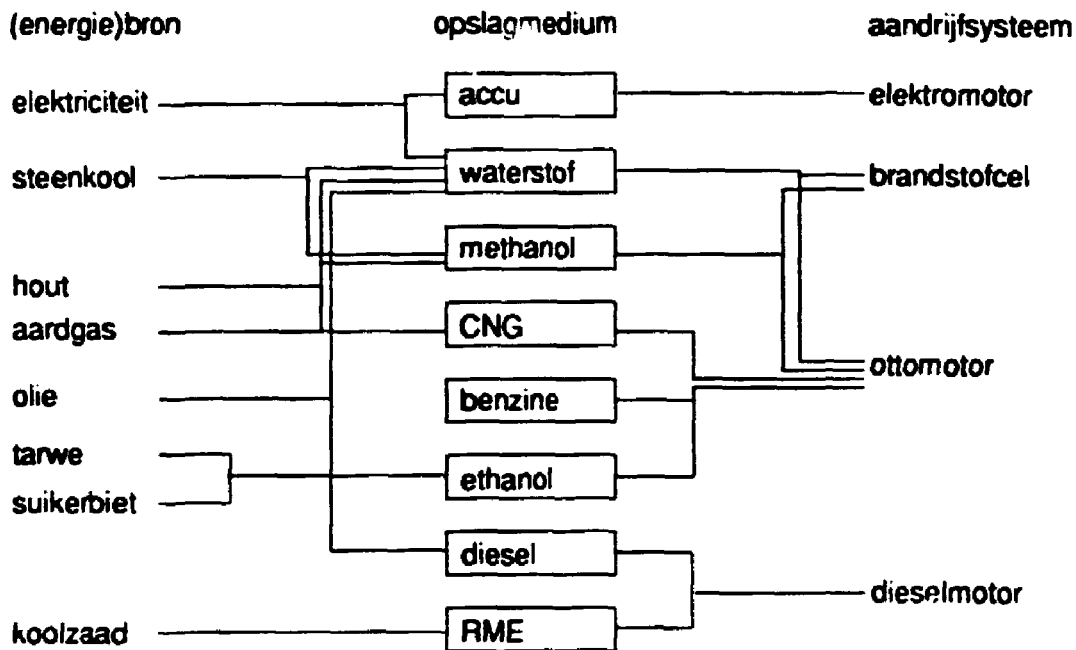 (energie)bron opslagmedium aandrijfsysteem
elektriciteit accu elektromotor
steenkool waterstof brandstofcel
methanol
hout
aardgas CNG
ottomotor
olie benzine
tarwe
ethanol
suikerbiet
diesel
dieselmotor
koolzaad RME